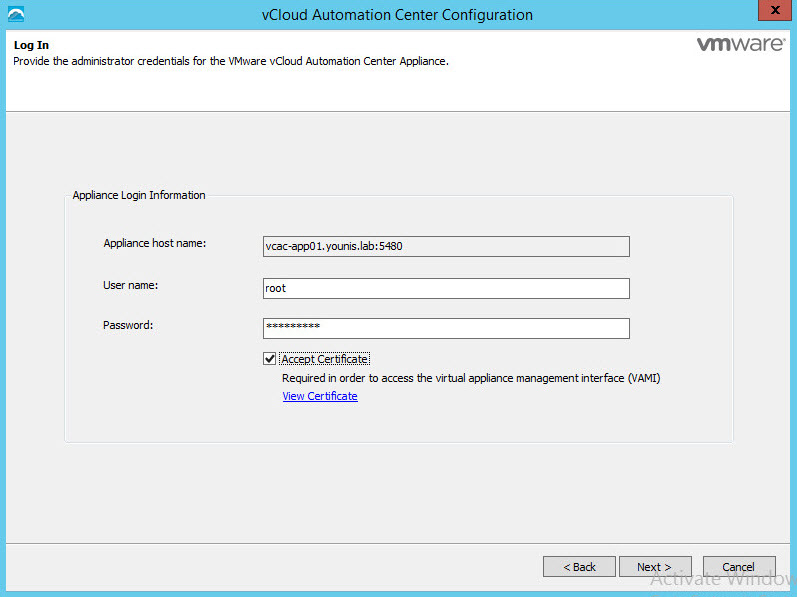 vCloud Automation Center Configuration
x
Log In
vmware®
Provide the administrator credentials for the VMware vCloud Automation Center Appliance.
Appliance Login Information
Appliance host name:
vcac-app01.younis.lab:5480
User name:
root
Password:
*********
Accept Certificate
Required in order to access the virtual appliance management interface (VAMI)
View Certificate
< Back
Next >
Cancel
Activate Window